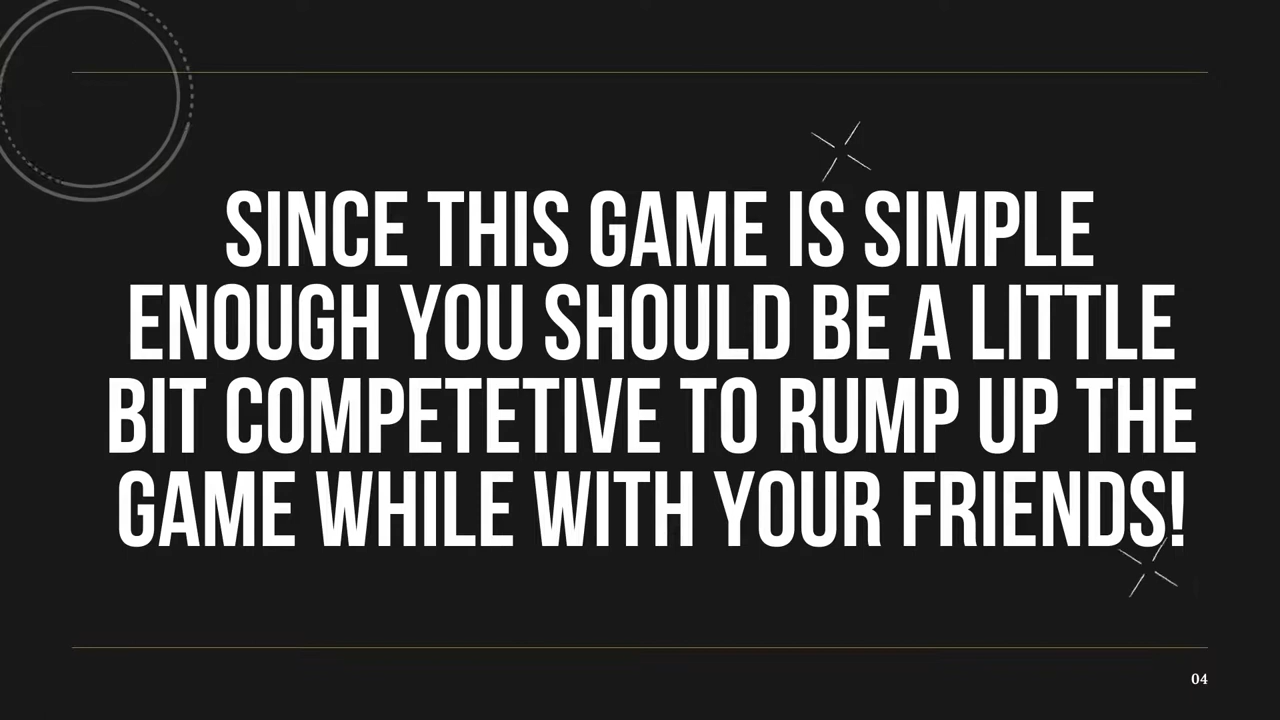 SINCE THIS GAME IS SIMPLE
ENOUGH YOU SHOULD BE A LITTLE
BIT COMPETETIVE TO RUMP UP THE
GAME WHILE WITH YOUR FRIENDS!
04